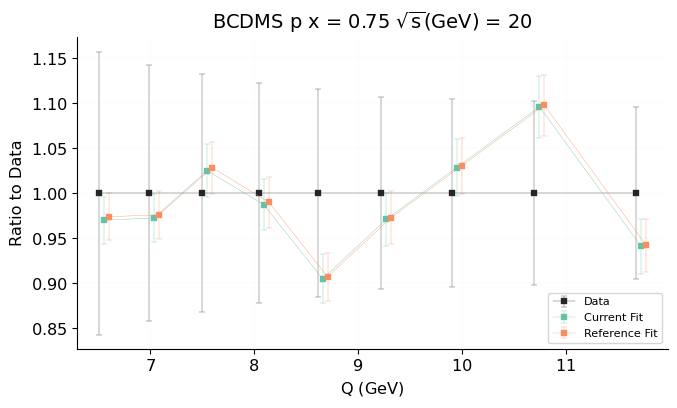 BCDMS p x = 0.75 √s(GeV) = 20
Ratio to Data
1.15
1.10
1.05
1.00
0.95
0.90
0.85
7
8
9
10
11
Q (GeV)
Data
Current Fit
Reference Fit